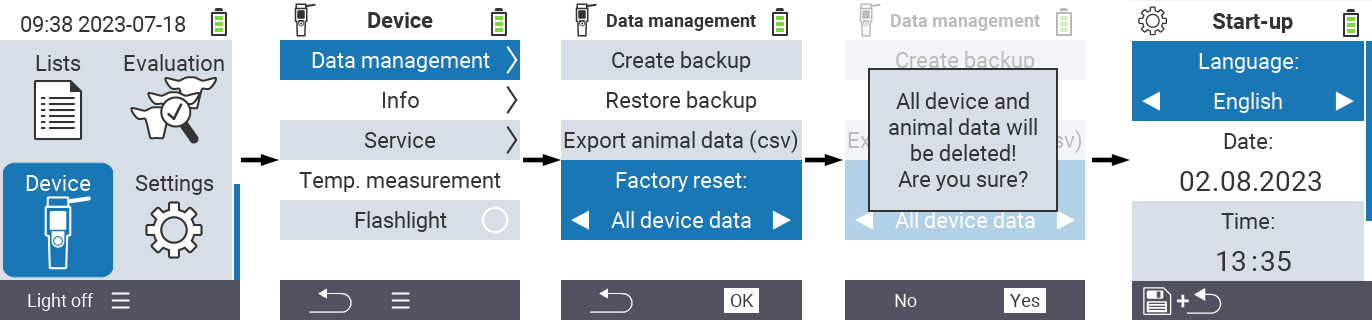 09:38 2023-07-18
Lists
Evaluation
Device
Settings
Light off
Device
Data management
Info
Service
Temp. measurement
Flashlight
Data management
Create backup
Restore backup
Export animal data (csv)
Factory reset:
All device data
OK
Data management
Create backup
All device and
animal data will
be deleted!
Are you sure?
Ex
sv)
All device data
No
Yes
Start-up
Language:
English
Date:
02.08.2023
Time:
13:35
+